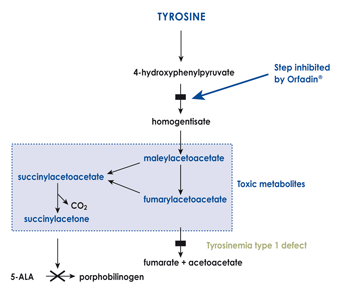 TYROSINE
4-hydroxyphenylpyruvate
Step inhibited
by Orfadin®
homogentisate
maleylacetoacetate
succinylacetoacetate
Toxic metabolites
fumarylacetoacetate
CO₂
succinylacetone
Tyrosinemia type 1 defect
fumarate + acetoacetate
5-ALA
porphobilinogen